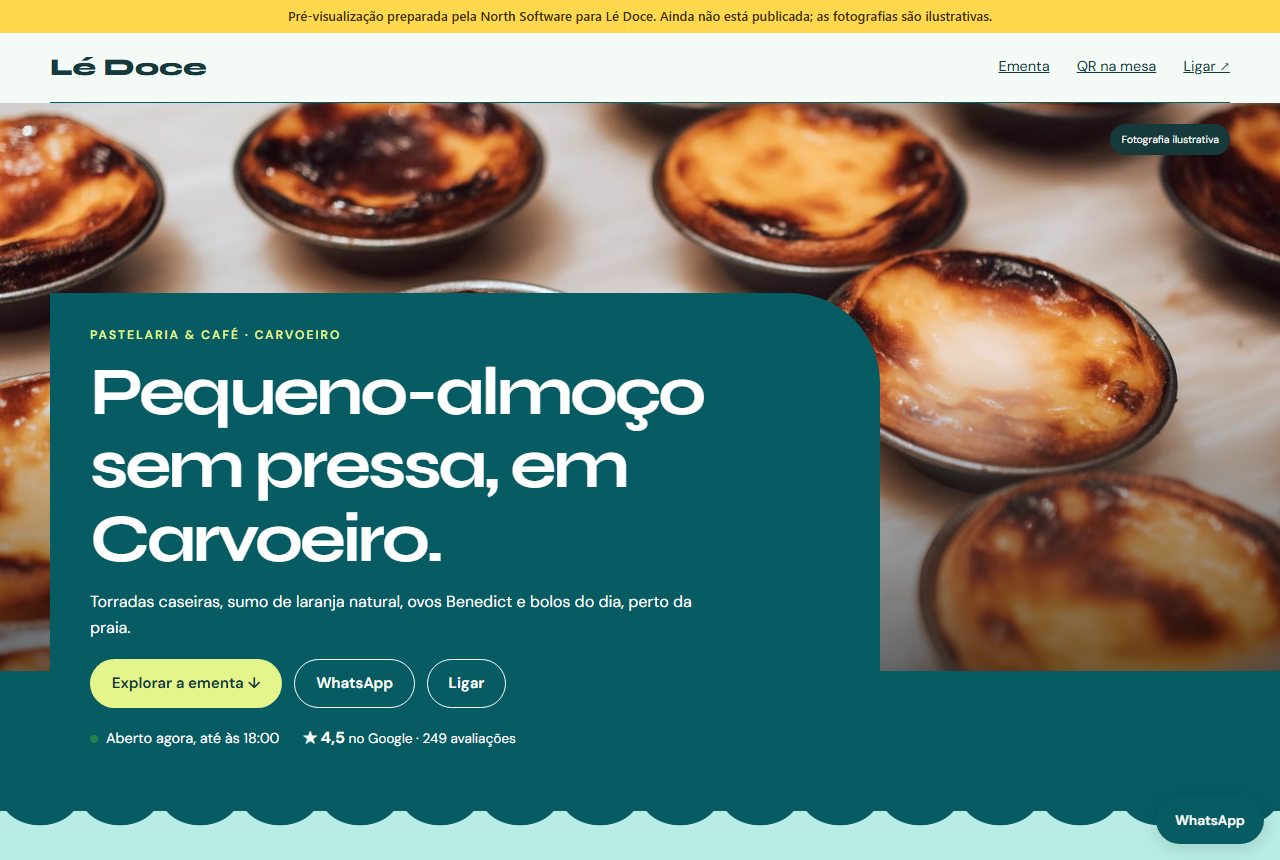 Pré-visualização preparada pela North Software para Lé Doce. Ainda não está publicada; as fotografias são ilustrativas.
Lé Doce
Ementa QR na mesa Ligar ↗
Fotografia ilustrativa
PASTELARIA & CAFÉ · CARVOEIRO
Pequeno-almoço
sem pressa, em
Carvoeiro.
Torradas caseiras, sumo de laranja natural, ovos Benedict e bolos do dia, perto da
praia.
Explorar a ementa ↓ WhatsApp Ligar
Aberto agora, até às 18:00 ★ 4,5 no Google · 249 avaliações
WhatsApp